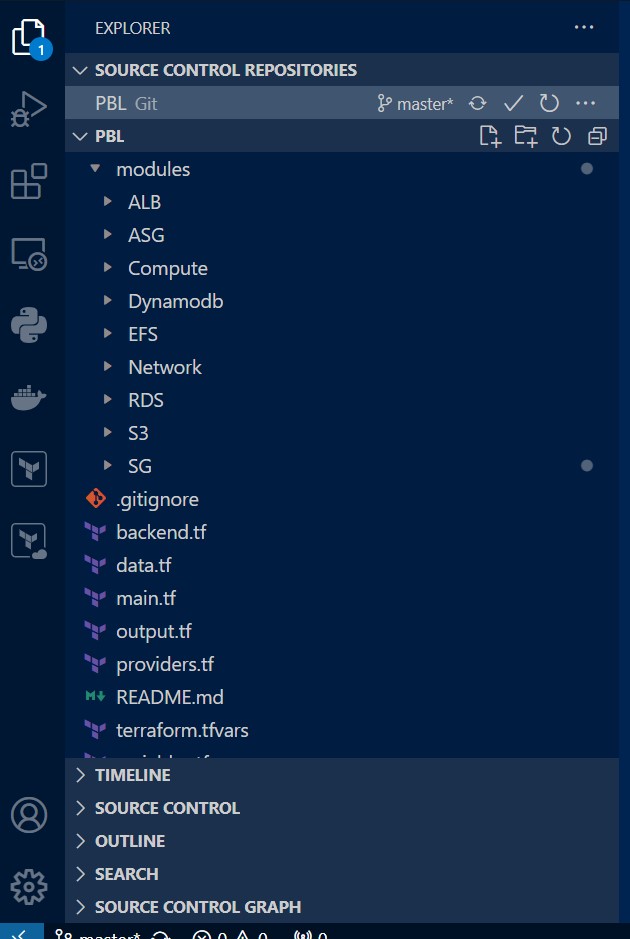 EXPLORER
1
SOURCE CONTROL REPOSITORIES
PBL Git master*
PBL
modules
ALB
ASG
Compute
Dynamodb
EFS
Network
RDS
S3
SG
.gitignore
backend.tf
data.tf
main.tf
output.tf
providers.tf
README.md
terraform.tfvars
TIMELINE
SOURCE CONTROL
OUTLINE
SEARCH
SOURCE CONTROL GRAPH
master* 0 0 0